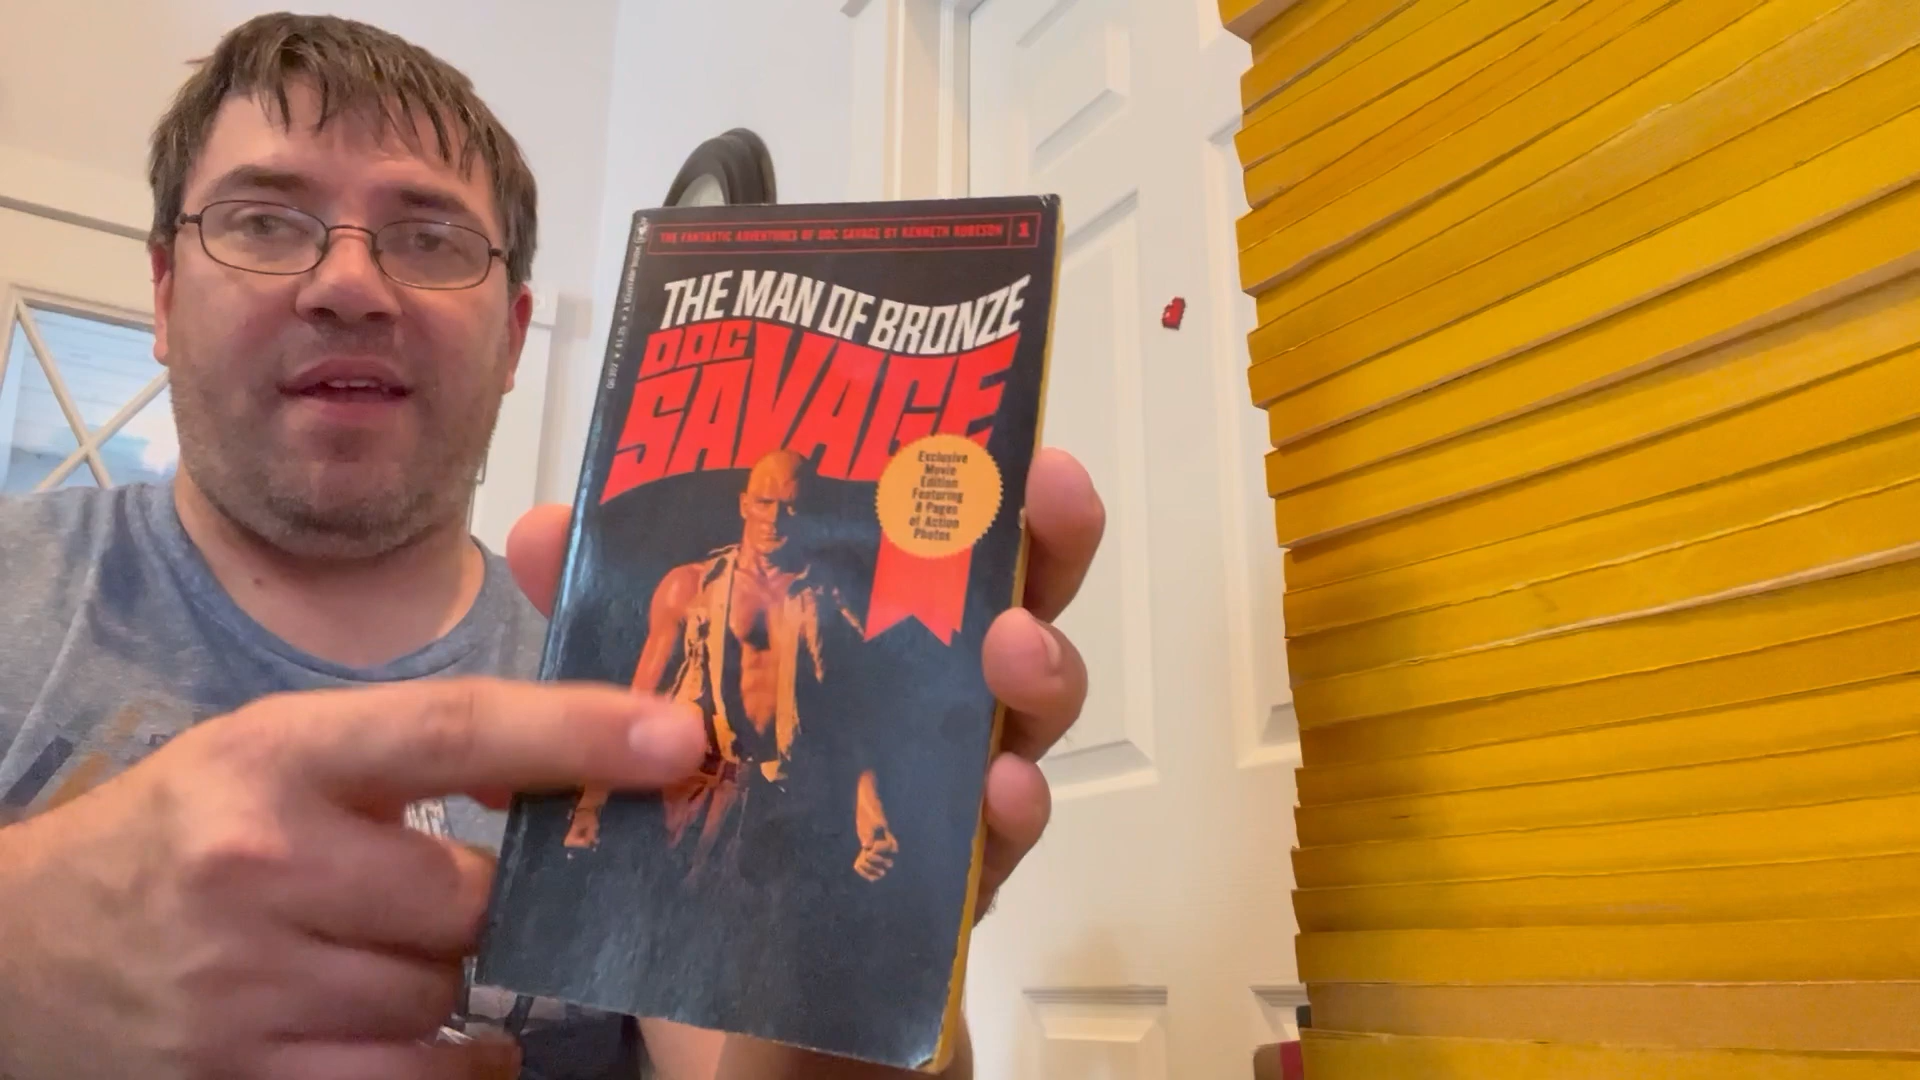 THE FANTASTIC ADVENTURES OF DOC SAVAGE BY KENNETH ROBESON 1
THE MAN OF BRONZE
DOC
SAVAGE
Exclusive
Movie
Edition
Featuring
8 Pages
of Action
Photos